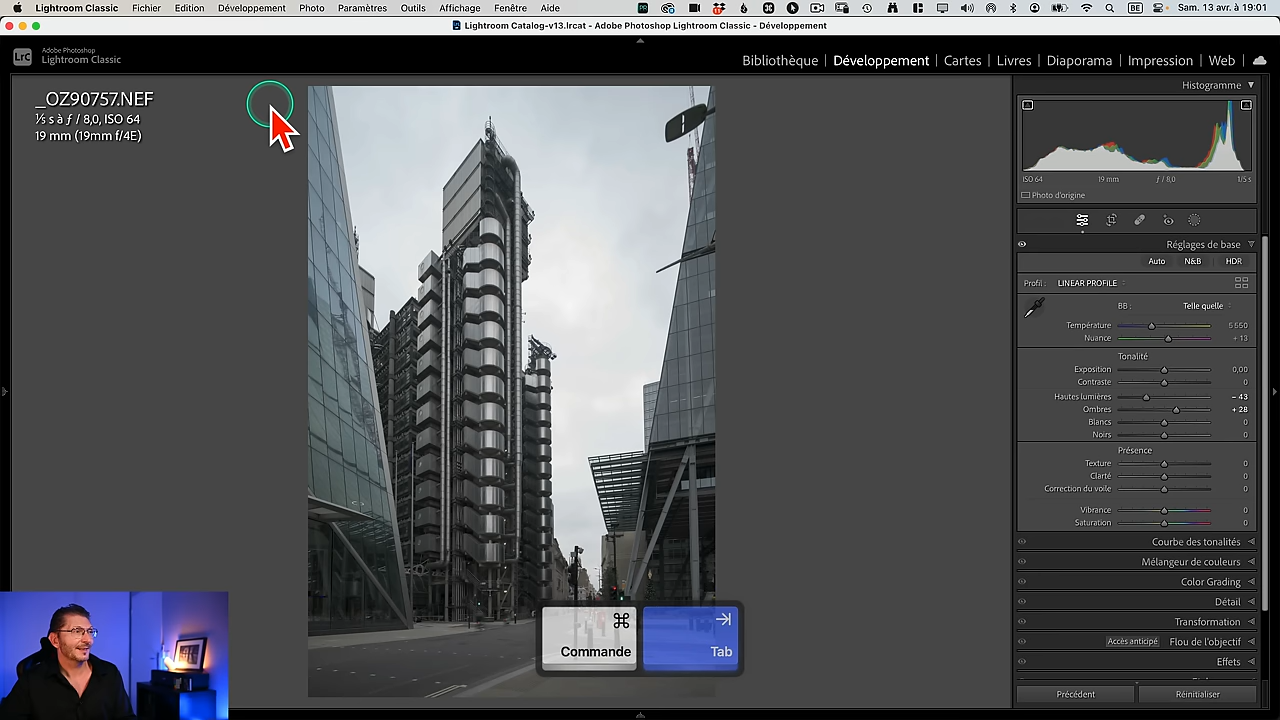 Lightroom Classic Fichier Edition Développement Photo Paramètres Outils Affichage Fenêtre Aide
BE
Sam. 13 avr. à 19:01
Lightroom Catalog-v13.lrcat - Adobe Photoshop Lightroom Classic - Développement
LrC
Adobe Photoshop
Lightroom Classic
Bibliothèque | Développement | Cartes | Livres | Diaporama | Impression | Web
_OZ90757.NEF
⅕ s à ƒ / 8,0, ISO 64
19 mm (19mm f/4E)
Histogramme
ISO 64 19 mm ƒ / 8,0 1/5 s
Photo d'origine
Réglages de base
Auto N&B HDR
Profil : LINEAR PROFILE
BB : Telle quelle
Température 5 550
Nuance + 13
Tonalité
Exposition 0,00
Contraste 0
Hautes lumières – 43
Ombres + 28
Blancs 0
Noirs 0
Présence
Texture 0
Clarté 0
Correction du voile 0
Vibrance 0
Saturation 0
Courbe des tonalités
Mélangeur de couleurs
Color Grading
Détail
Transformation
Accès anticipé Flou de l'objectif
Effets
Précédent Réinitialiser
⌘
Commande
Tab